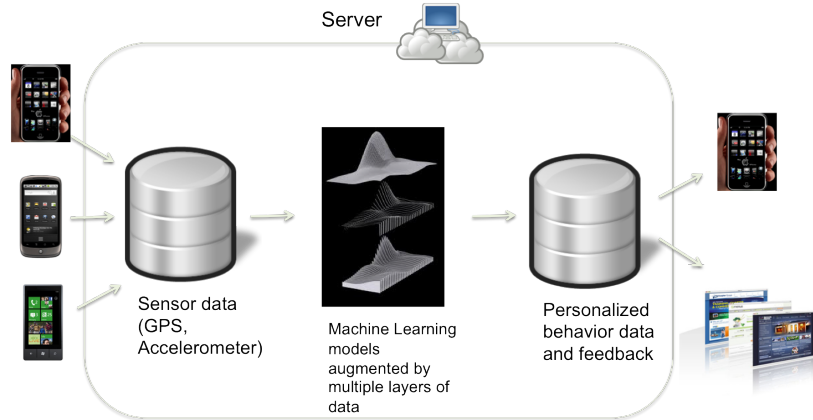 Server
Sensor data
(GPS,
Accelerometer)
Machine Learning
models
augmented by
multiple layers of
data
Personalized
behavior data
and feedback